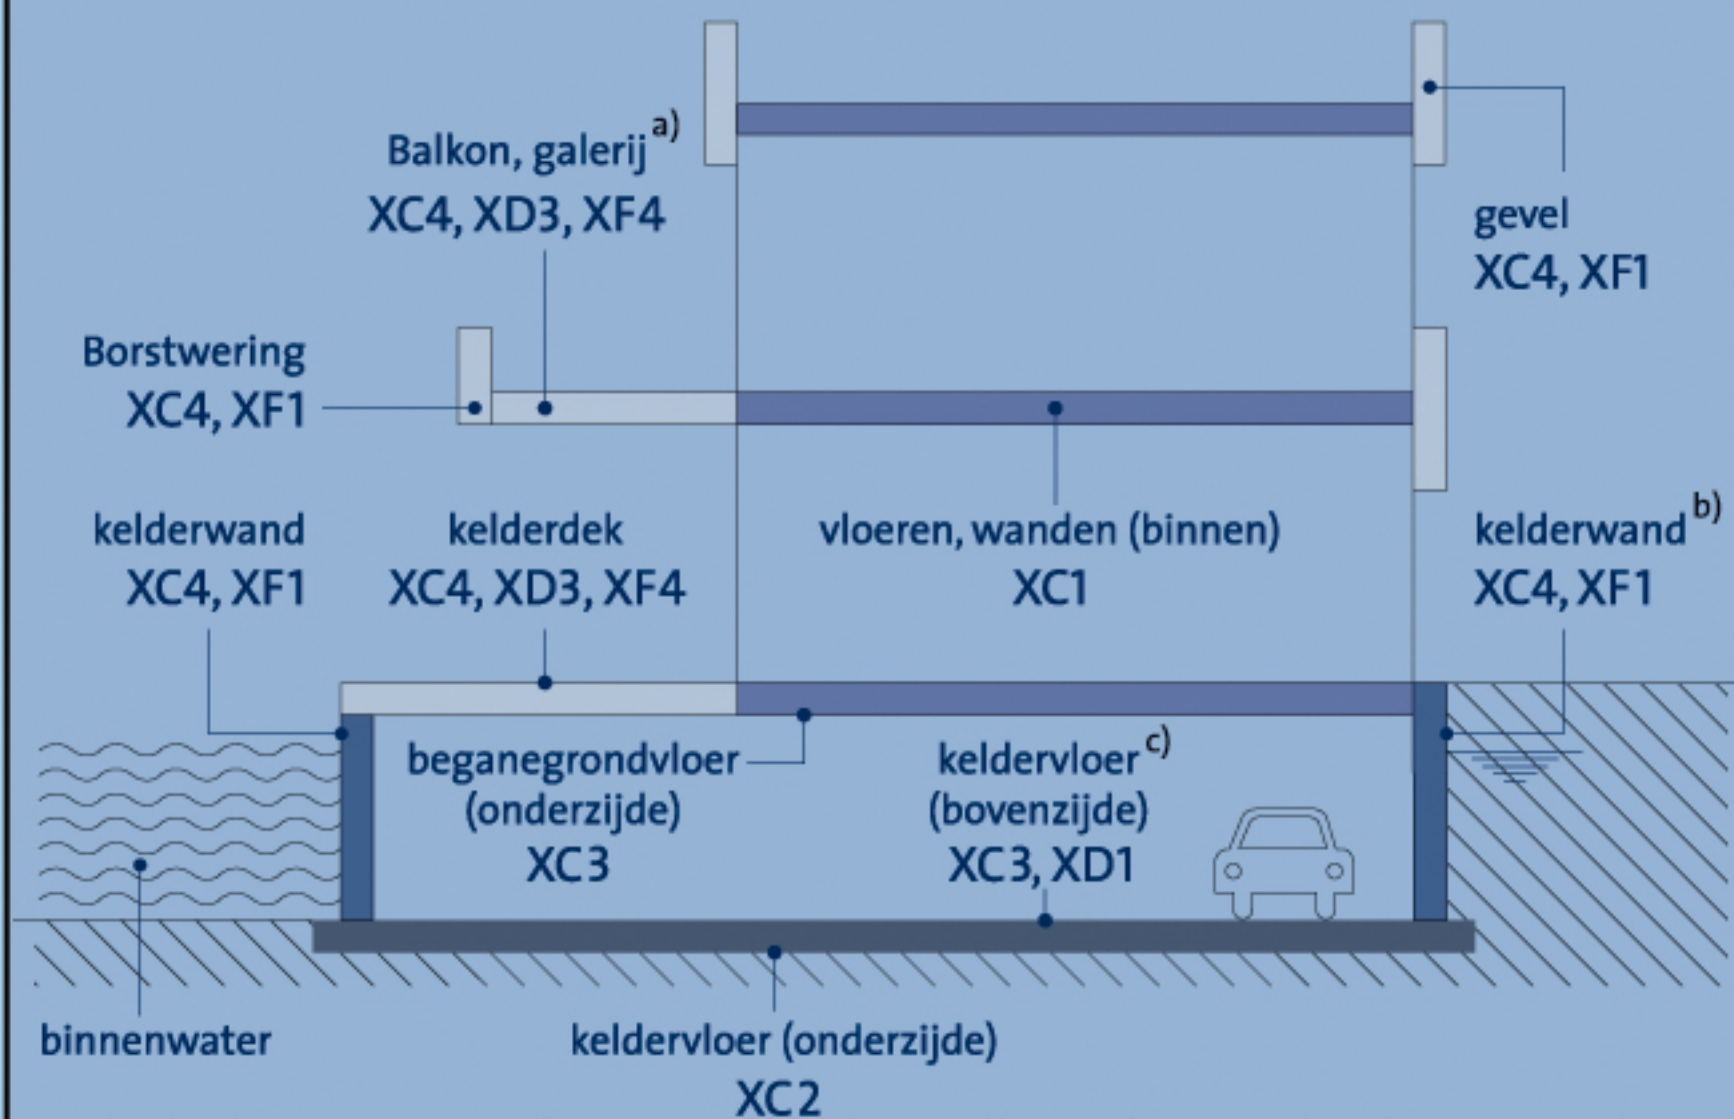 Balkon, galerij a)
XC4, XD3, XF4
gevel
XC4, XF1
Borstwering
XC4, XF1
kelderwand
XC4, XF1
kelderdek
XC4, XD3, XF4
vloeren, wanden (binnen)
XC1
kelderwand b)
XC4, XF1
beganegrondvloer
(onderzijde)
XC3
keldervloer c)
(bovenzijde)
XC3, XD1
binnenwater
keldervloer (onderzijde)
XC2